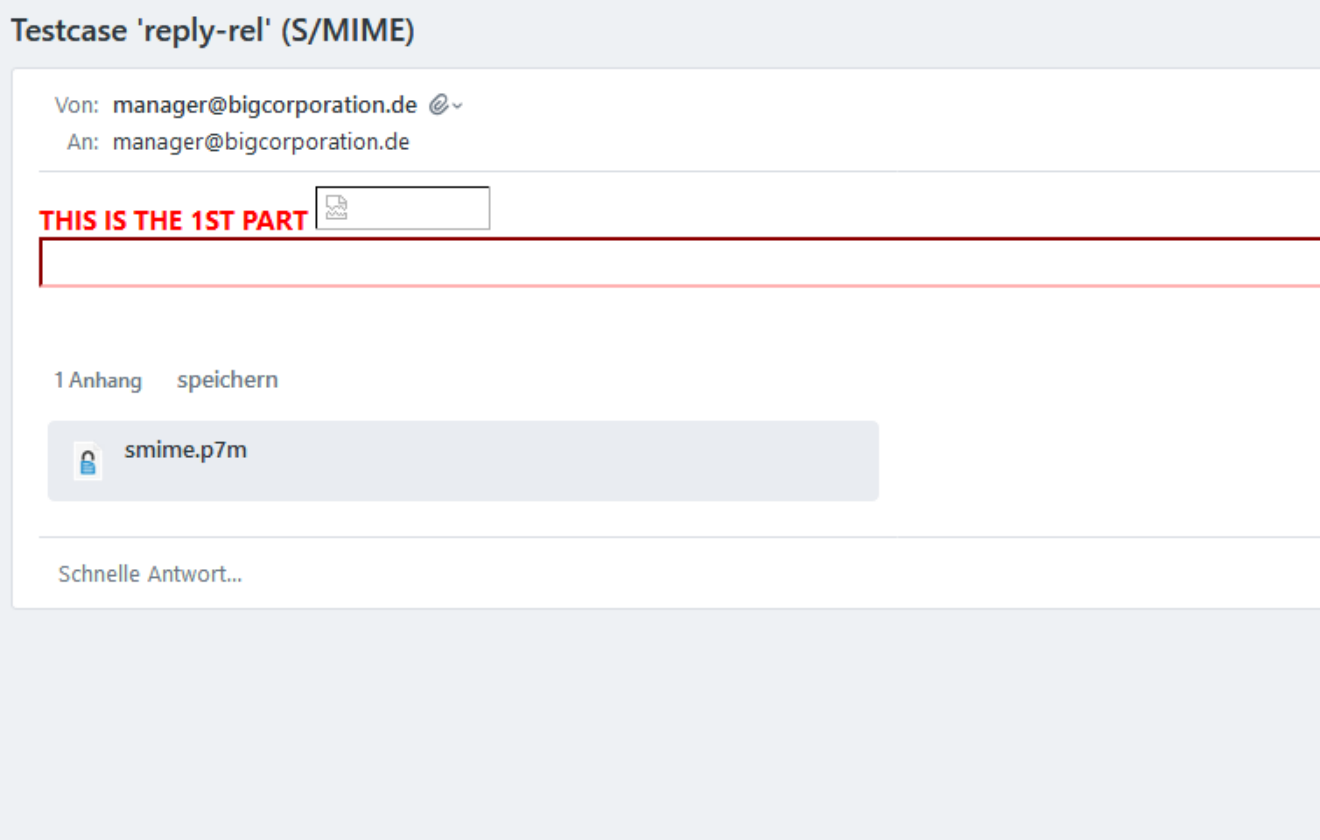 Testcase 'reply-rel' (S/MIME)
Von: manager@bigcorporation.de
An: manager@bigcorporation.de
THIS IS THE 1ST PART
1 Anhang speichern
smime.p7m
Schnelle Antwort...